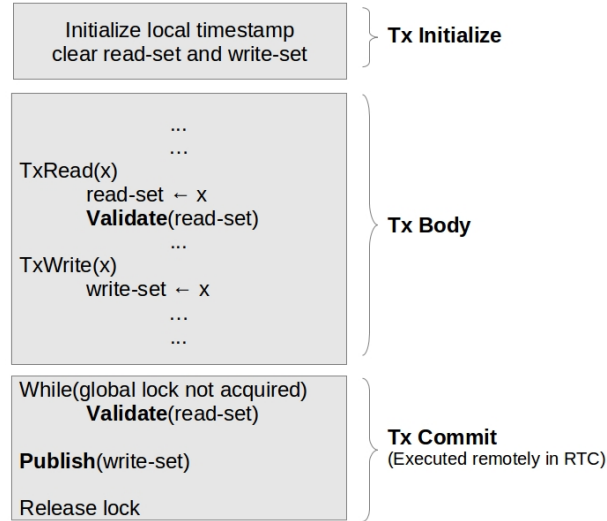 Initialize local timestamp
clear read-set and write-set
Tx Initialize
...
...
TxRead(x)
read-set ← x
Validate(read-set)
...
TxWrite(x)
write-set ← x
...
...
Tx Body
While(global lock not acquired)
Validate(read-set)
Publish(write-set)
Release lock
Tx Commit
(Executed remotely in RTC)